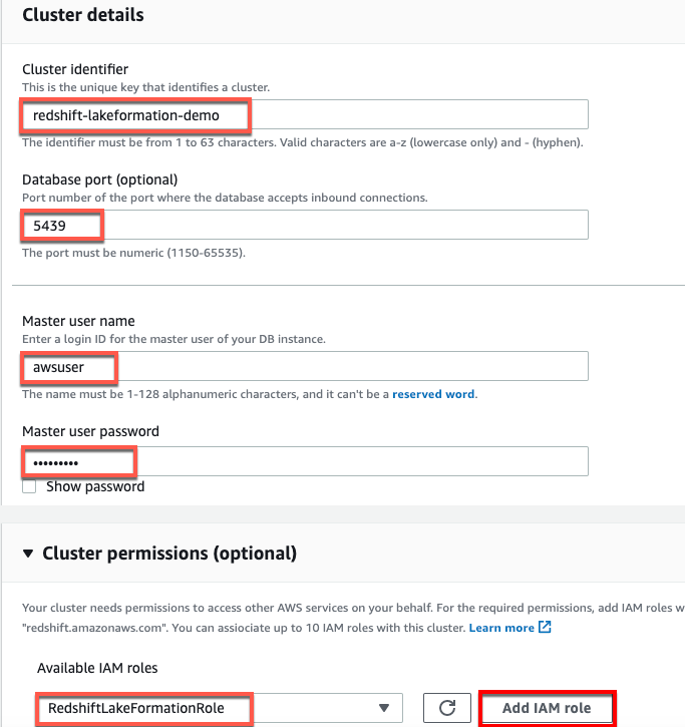 Cluster details
Cluster identifier
This is the unique key that identifies a cluster.
redshift-lakeformation-demo
The identifier must be from 1 to 63 characters. Valid characters are a-z (lowercase only) and - (hyphen).
Database port (optional)
Port number of the port where the database accepts inbound connections.
5439
The port must be numeric (1150-65535).
Master user name
Enter a login ID for the master user of your DB instance.
awsuser
The name must be 1-128 alphanumeric characters, and it can't be a reserved word.
Master user password
•••••••••
Show password
Cluster permissions (optional)
Your cluster needs permissions to access other AWS services on your behalf. For the required permissions, add IAM roles w
"redshift.amazonaws.com". You can assiociate up to 10 IAM roles with this cluster. Learn more
Available IAM roles
RedshiftLakeFormationRole
Add IAM role